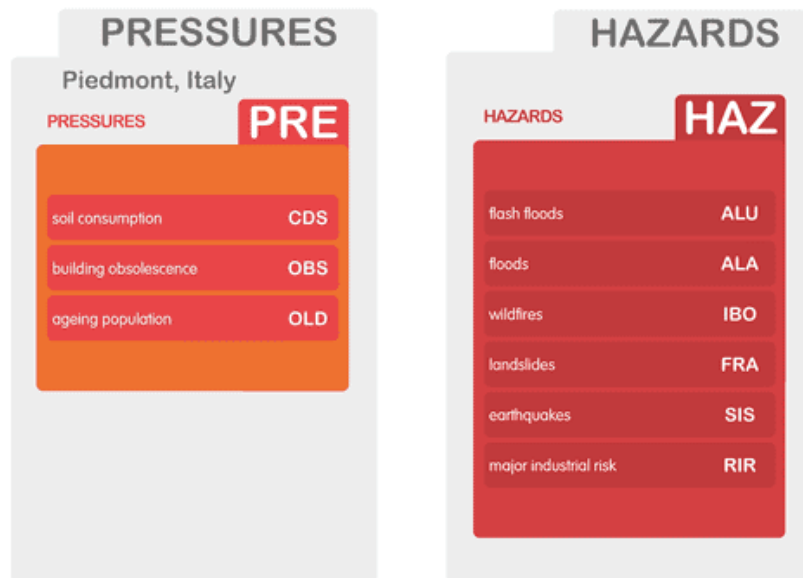 PRESSURES
Piedmont, Italy
PRESSURES PRE
soil consumption CDS
building obsolescence OBS
ageing population OLD
HAZARDS
HAZARDS HAZ
flash floods ALU
floods ALA
wildfires IBO
landslides FRA
earthquakes SIS
major industrial risk RIR